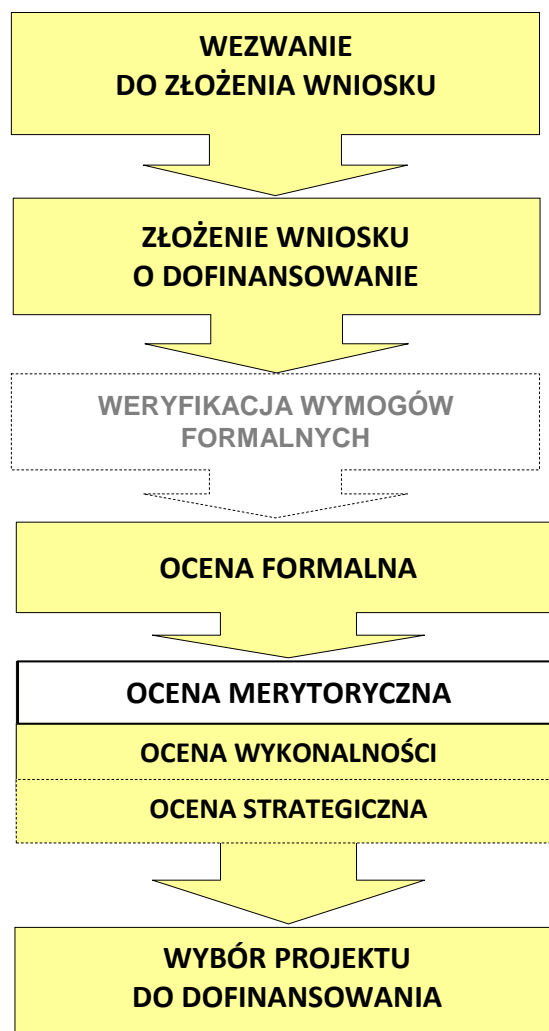 WEZWANIE
DO ZŁOŻENIA WNIOSKU
ZŁOŻENIE WNIOSKU
O DOFINANSOWANIE
WERYFIKACJA WYMOGÓW
FORMALNYCH
OCENA FORMALNA
OCENA MERYTORYCZNA
OCENA WYKONALNOŚCI
OCENA STRATEGICZNA
WYBÓR PROJEKTU
DO DOFINANSOWANIA